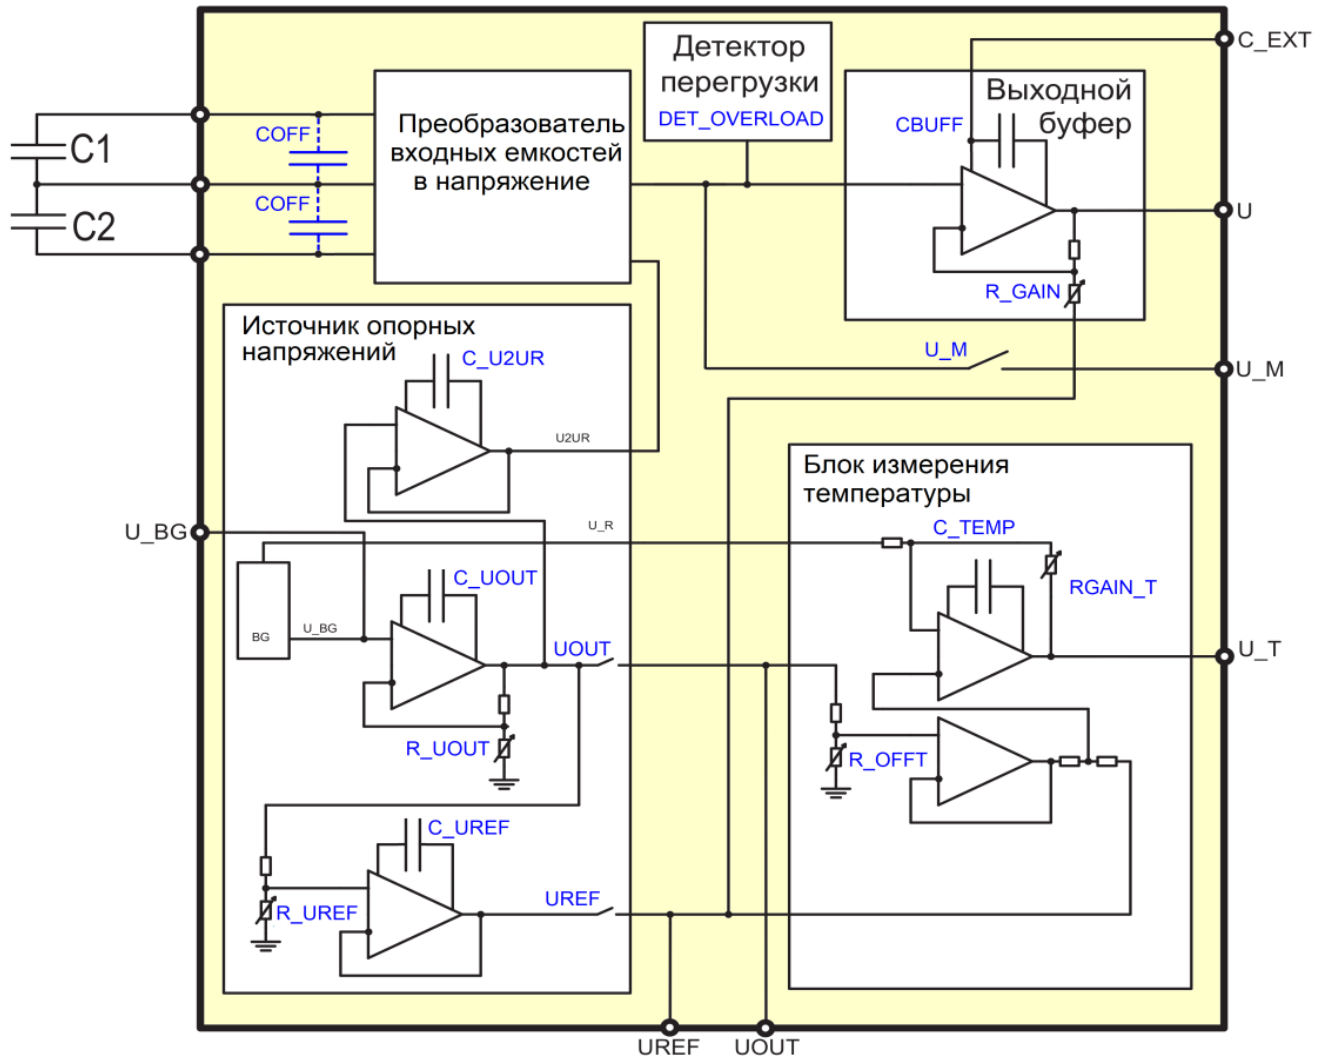 C_EXT
Детектор
перегрузки
DET_OVERLOAD
Выходной
буфер
CBUFF
COFF
Преобразователь
входных емкостей
в напряжение
C1
COFF
C2
U
R_GAIN
Источник опорных
напряжений
C_U2UR
U_M
U_M
U2UR
Блок измерения
температуры
U_BG
U_R
C_TEMP
C_UOUT
RGAIN_T
BG
U_BG
UOUT
U_T
R_UOUT
R_OFFT
C_UREF
R_UREF
UREF
UREF
UOUT